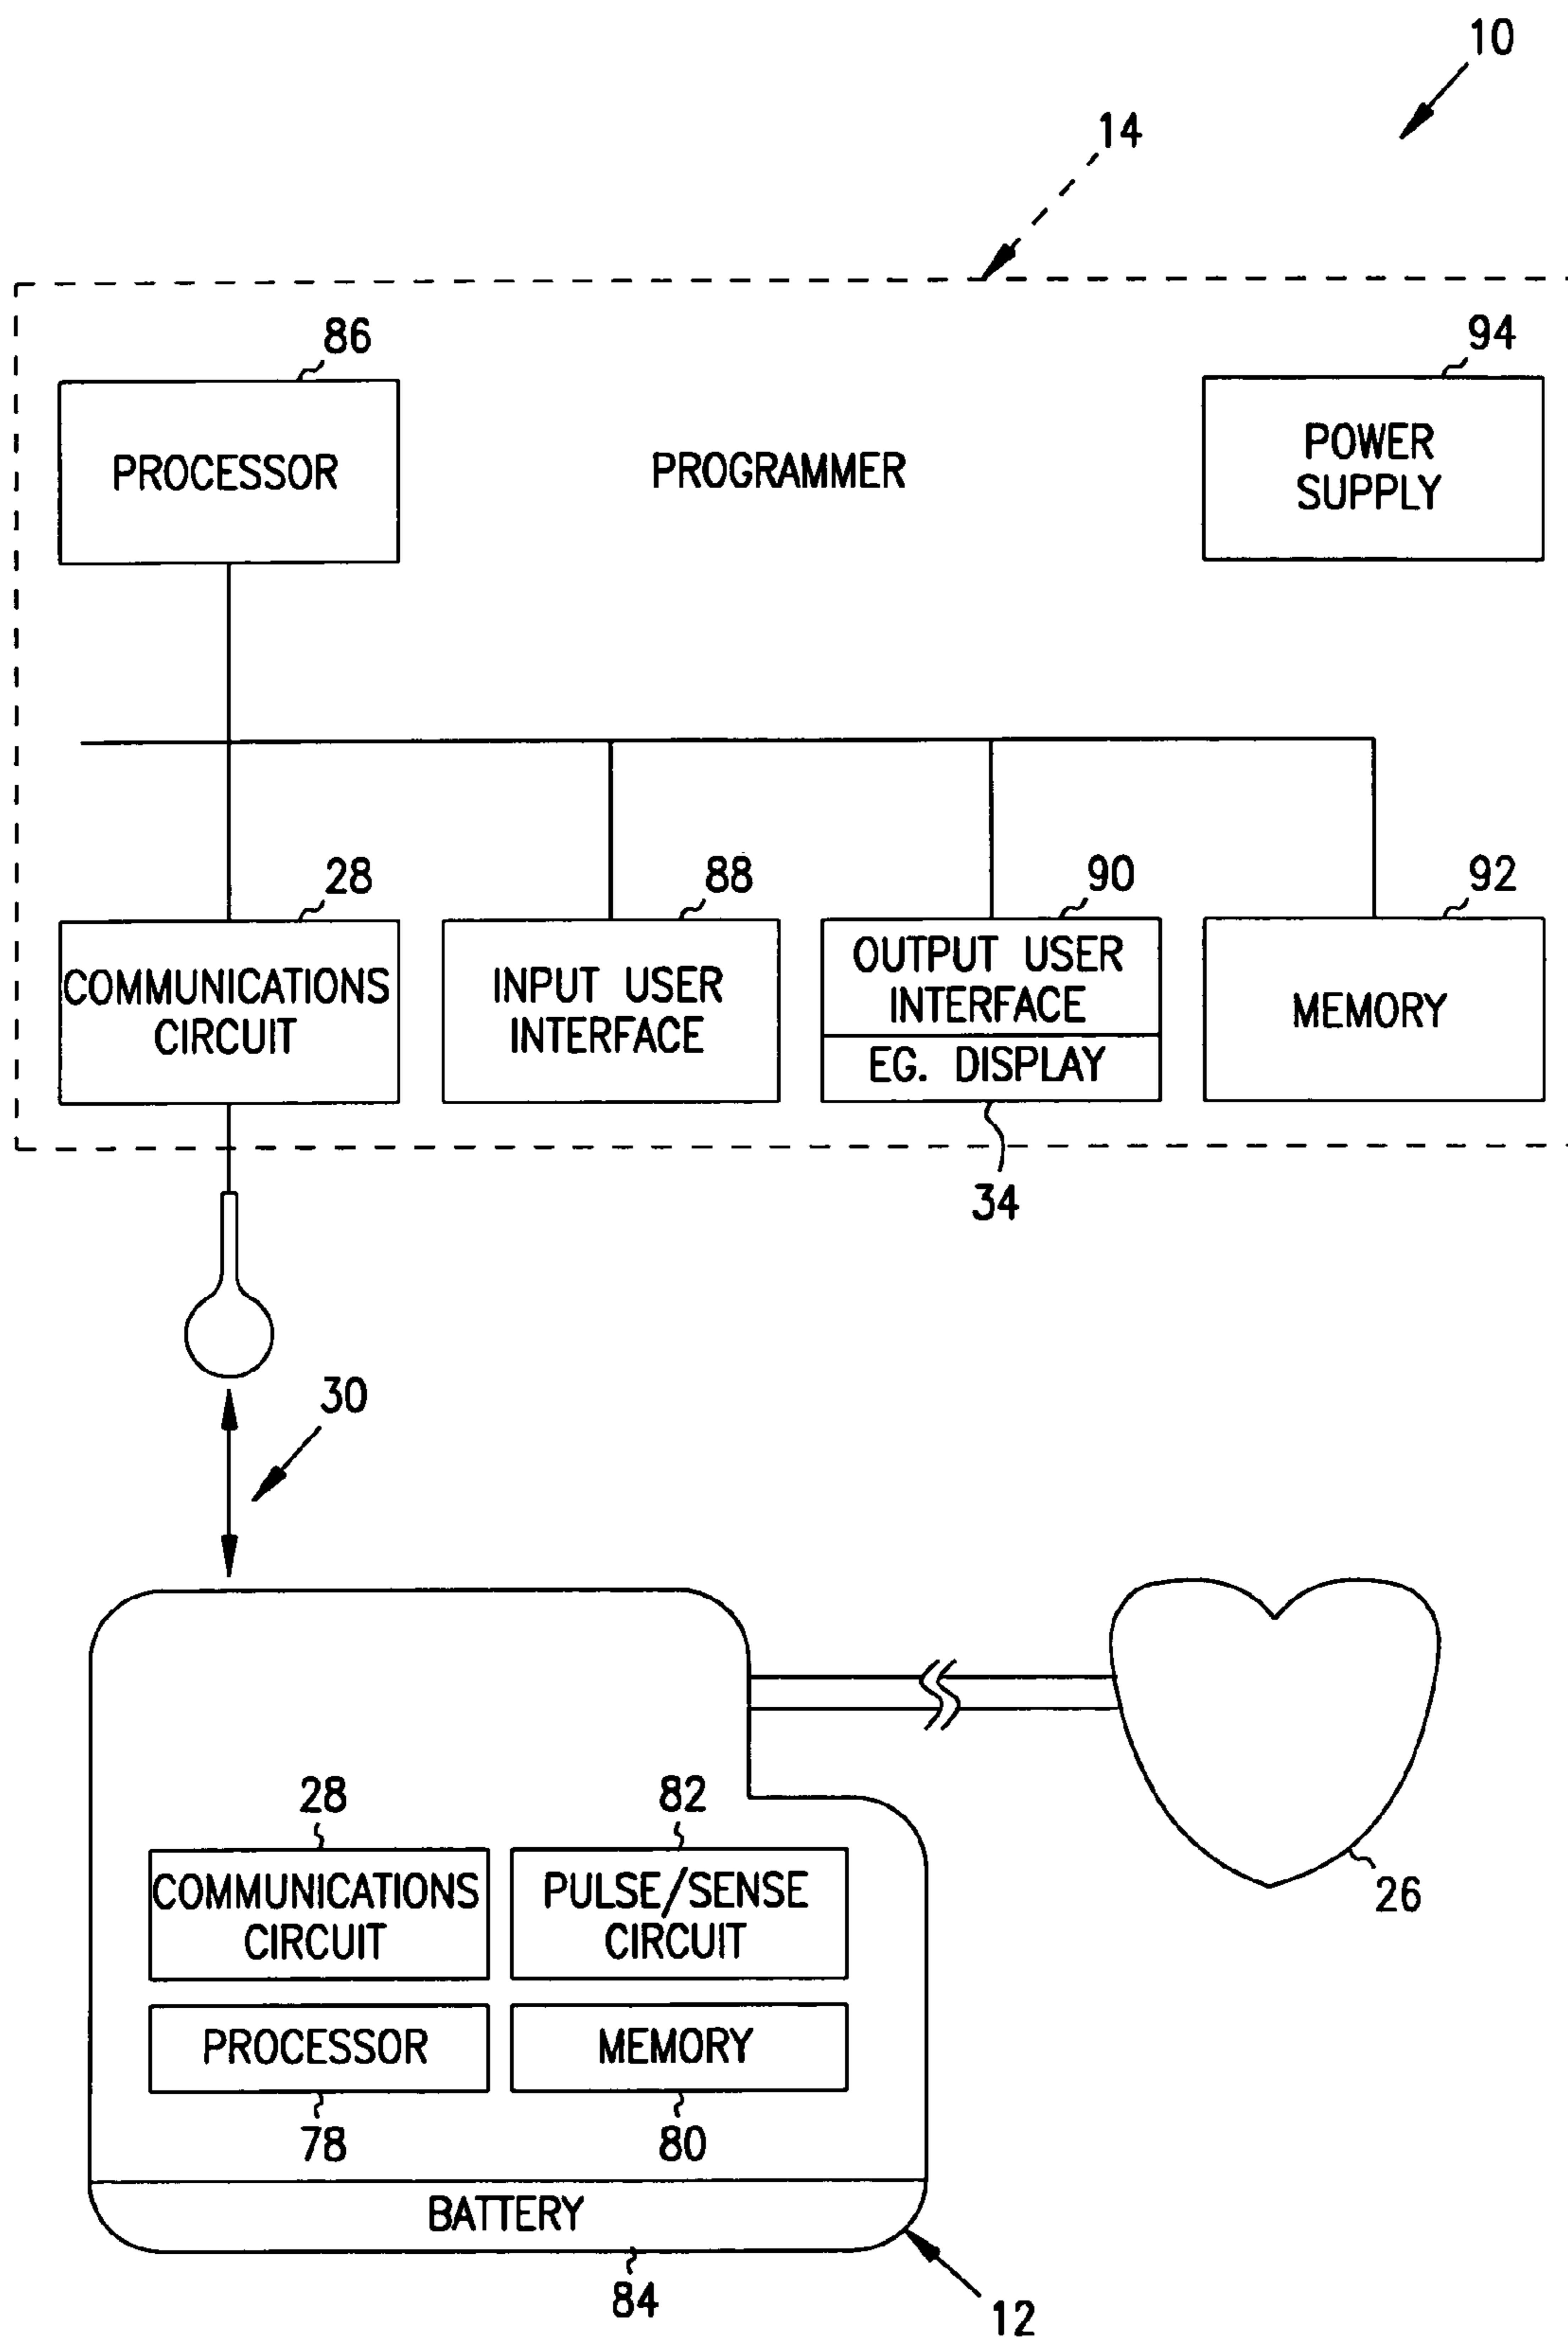 10
14
86
94
PROCESSOR
PROGRAMMER
POWER
SUPPLY
28
88
90
92
COMMUNICATIONS
CIRCUIT
INPUT USER
INTERFACE
OUTPUT USER
INTERFACE
EG. DISPLAY
MEMORY
34
30
28
82
COMMUNICATIONS
CIRCUIT
PULSE/SENSE
CIRCUIT
26
PROCESSOR
MEMORY
78
80
BATTERY
84
12